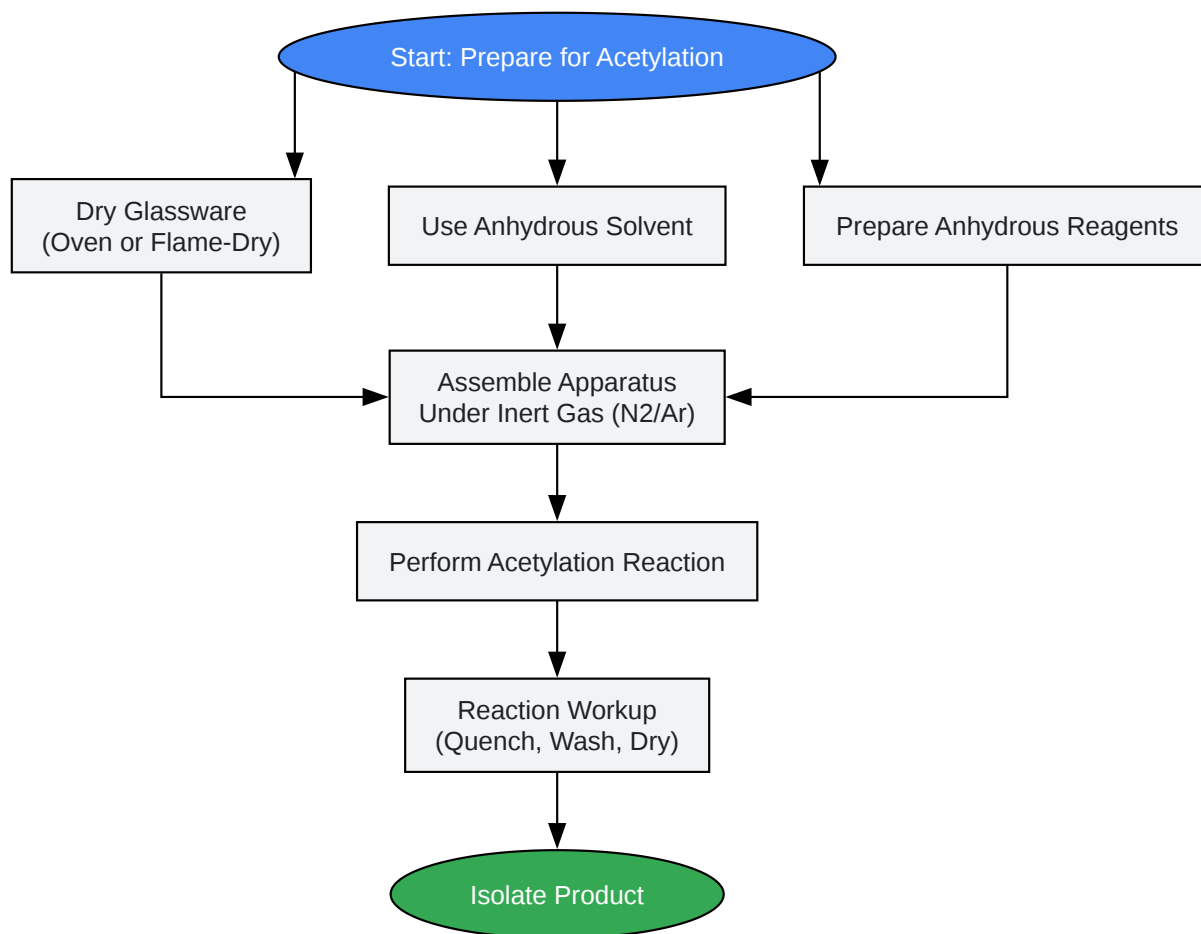 Start: Prepare for Acetylation
Dry Glassware
(Oven or Flame-Dry)
Use Anhydrous Solvent
Prepare Anhydrous Reagents
Assemble Apparatus
Under Inert Gas (N2/Ar)
Perform Acetylation Reaction
Reaction Workup
(Quench, Wash, Dry)
Isolate Product